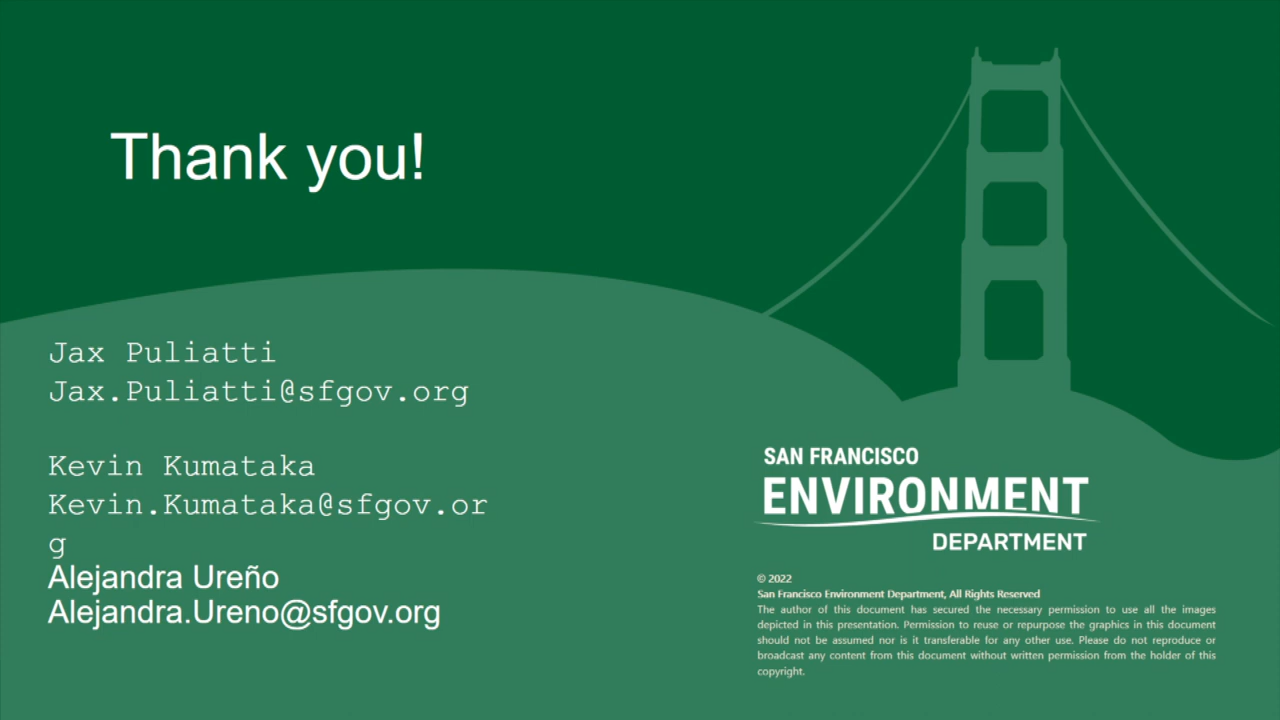 Thank you!
Jax Puliatti
Jax.Puliatti@sfgov.org
Kevin Kumataka
Kevin.Kumataka@sfgov.or
g
Alejandra Ureño
Alejandra.Ureno@sfgov.org
SAN FRANCISCO
ENVIRONMENT
DEPARTMENT
© 2022
San Francisco Environment Department, All Rights Reserved
The author of this document has secured the necessary permission to use all the images
depicted in this presentation. Permission to reuse or repurpose the graphics in this document
should not be assumed nor is it transferable for any other use. Please do not reproduce or
broadcast any content from this document without written permission from the holder of this
copyright.